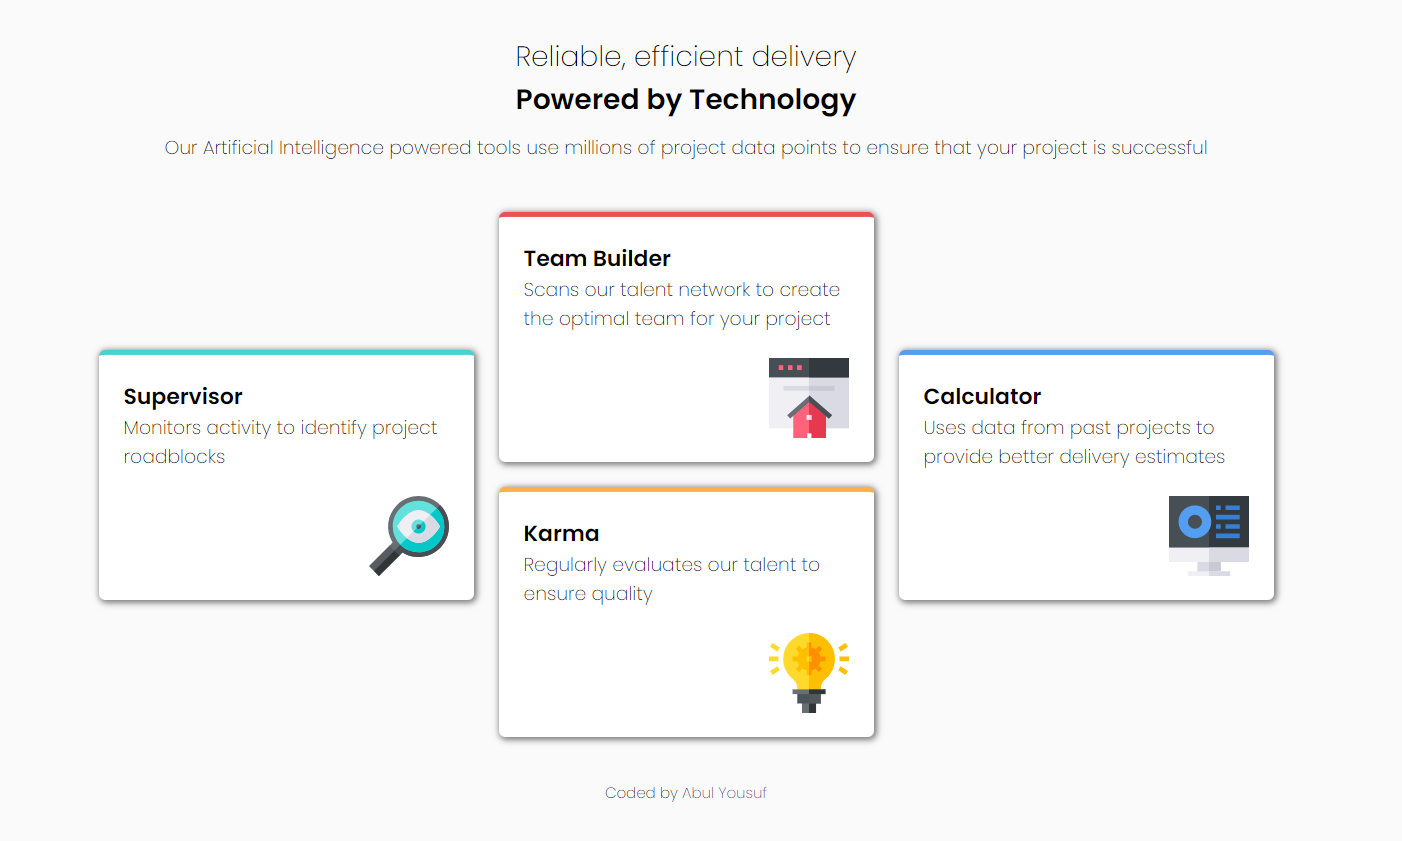 Reliable, efficient delivery
Powered by Technology
Our Artificial Intelligence powered tools use millions of project data points to ensure that your project is successful
Supervisor
Monitors activity to identify project
roadblocks
Team Builder
Scans our talent network to create
the optimal team for your project
Karma
Regularly evaluates our talent to
ensure quality
Calculator
Uses data from past projects to
provide better delivery estimates
Coded by Abul Yousuf